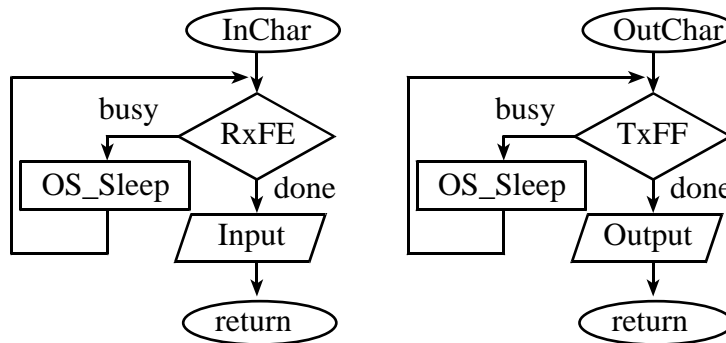 InChar
busy
RxFE
OS_Sleep
done
Input
return
OutChar
busy
TxFF
OS_Sleep
done
Output
return